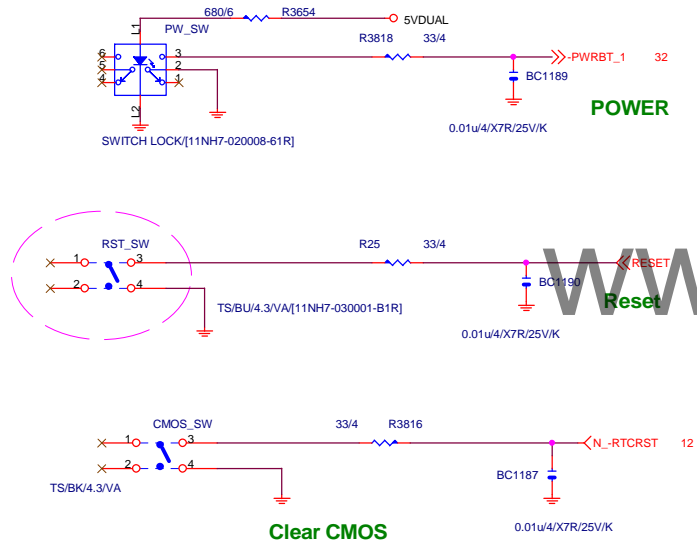 680/6 R3654
5VDUAL
L1
PW_SW
R3818 33/4
6 3
5 2
4 1
-PWRBT_1 32
BC1189
POWER
L2
SWITCH LOCK/[11NH7-020008-61R]
0.01u/4/X7R/25V/K
RST_SW
R25 33/4
1 3
2 4
RESET
WW
BC1190
Reset
TS/BU/4.3/VA/[11NH7-030001-B1R]
0.01u/4/X7R/25V/K
CMOS_SW
33/4 R3816
1 3
2 4
N_-RTCRST 12
BC1187
TS/BK/4.3/VA
0.01u/4/X7R/25V/K
Clear CMOS